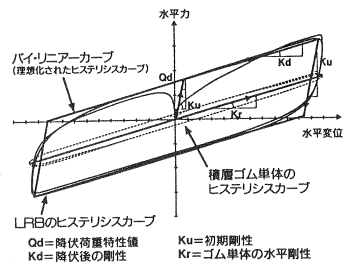 水平力
バイ・リニアーカーブ
(理想化されたヒステリシスカーブ)
Kd
Ku
Qd
Ku
Kr
水平変位
積層ゴム単体の
ヒステリシスカーブ
LRBのヒステリシスカーブ
Qd=降伏荷重特性値
Ku=初期剛性
Kd=降伏後の剛性
Kr=ゴム単体の水平剛性